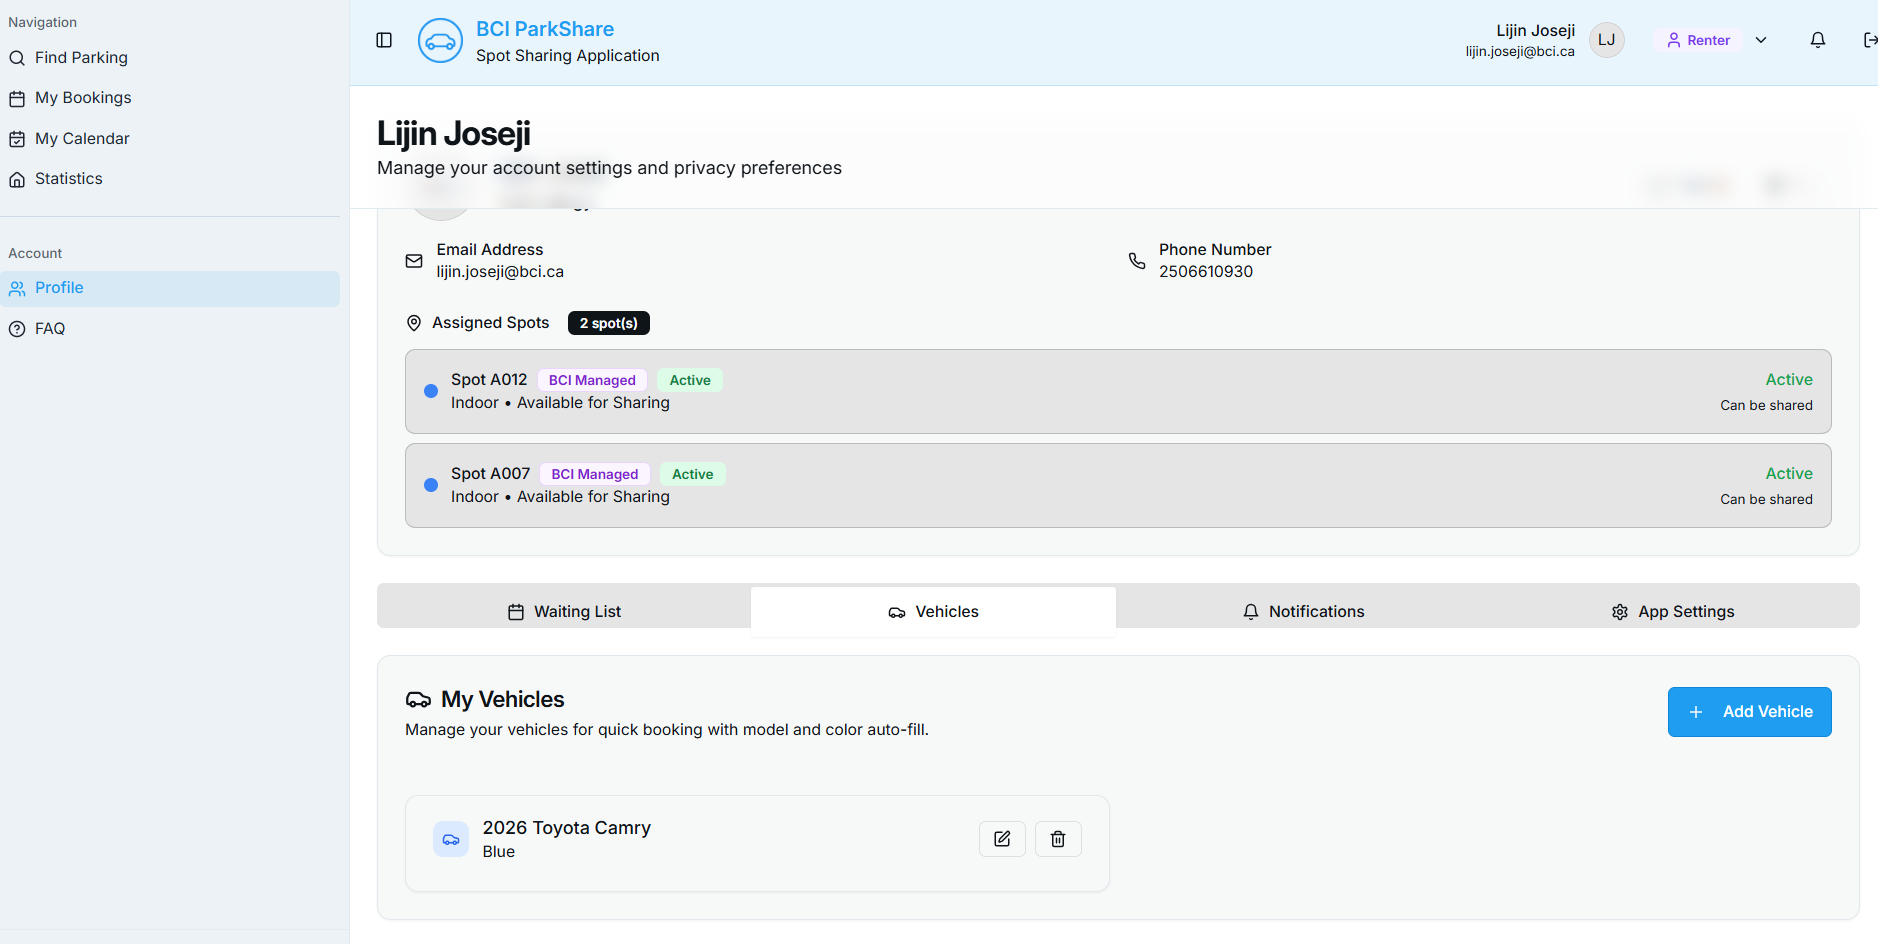 Navigation
Find Parking
My Bookings
My Calendar
Statistics
Account
Profile
FAQ
BCI ParkShare
Spot Sharing Application
Lijin Joseji
lijin.joseji@bci.ca
LJ
Renter
Lijin Joseji
Manage your account settings and privacy preferences
Email Address
lijin.joseji@bci.ca
Phone Number
2506610930
Assigned Spots 2 spot(s)
Spot A012 BCI Managed Active
Indoor • Available for Sharing
Active
Can be shared
Spot A007 BCI Managed Active
Indoor • Available for Sharing
Active
Can be shared
Waiting List
Vehicles
Notifications
App Settings
My Vehicles
Manage your vehicles for quick booking with model and color auto-fill.
Add Vehicle
2026 Toyota Camry
Blue